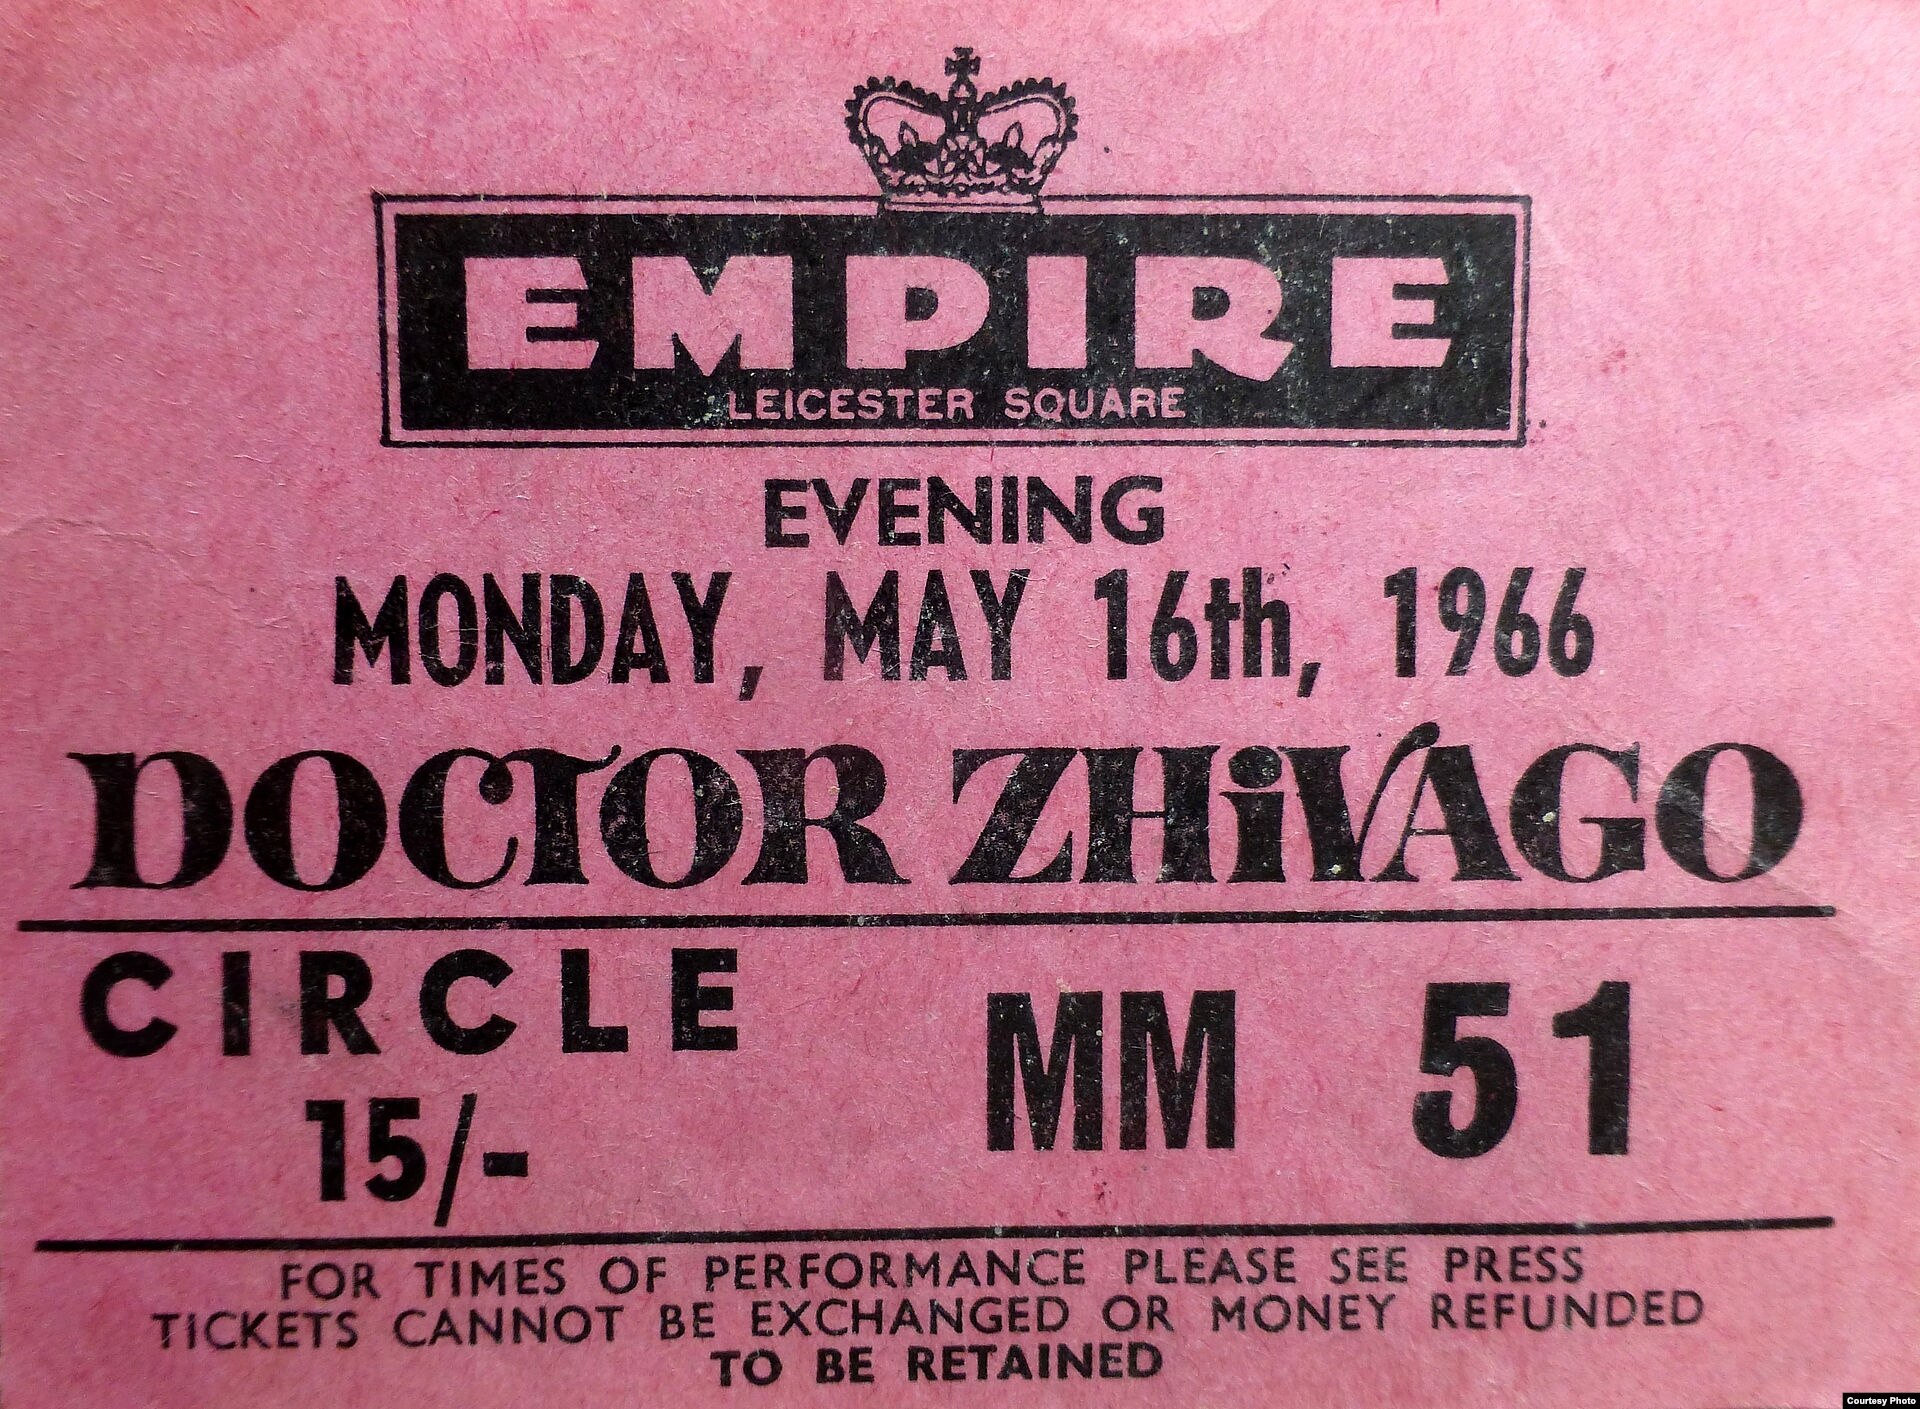 EMPIRE
LEICESTER SQUARE
EVENING
MONDAY, MAY 16th, 1966
DOCTOR ZHiVAGO
CIRCLE
15/-
MM 51
FOR TIMES OF PERFORMANCE PLEASE SEE PRESS
TICKETS CANNOT BE EXCHANGED OR MONEY REFUNDED
TO BE RETAINED
Courtesy Photo